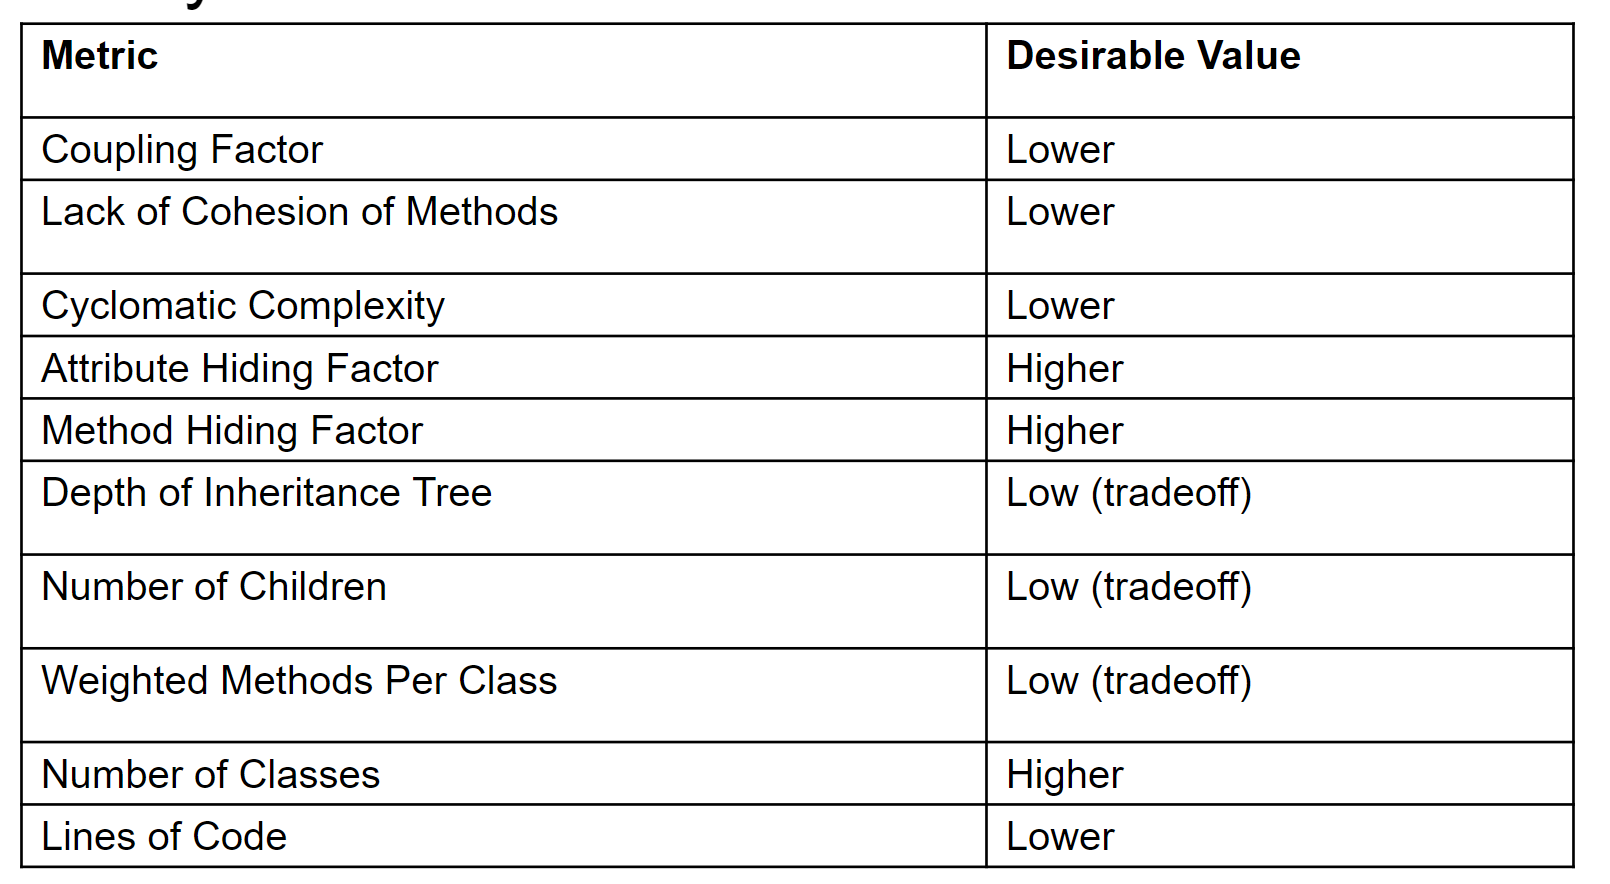 Metric Desirable Value
Coupling Factor Lower
Lack of Cohesion of Methods Lower
Cyclomatic Complexity Lower
Attribute Hiding Factor Higher
Method Hiding Factor Higher
Depth of Inheritance Tree Low (tradeoff)
Number of Children Low (tradeoff)
Weighted Methods Per Class Low (tradeoff)
Number of Classes Higher
Lines of Code Lower